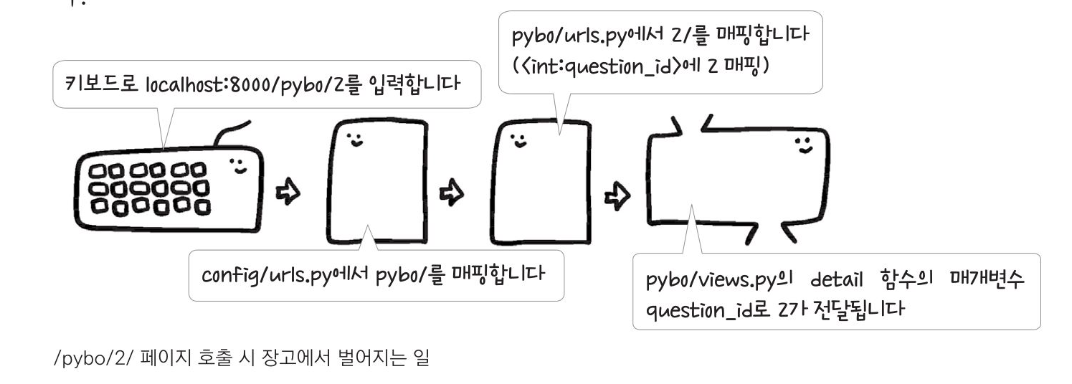 키보드로 localhost:8000/pybo/2를 입력합니다
config/urls.py에서 pybo/를 매핑합니다
pybo/urls.py에서 2/를 매핑합니다
(<int:question_id>에 2 매핑)
pybo/views.py의 detail 함수의 매개변수
question_id로 2가 전달됩니다
/pybo/2/ 페이지 호출 시 장고에서 벌어지는 일